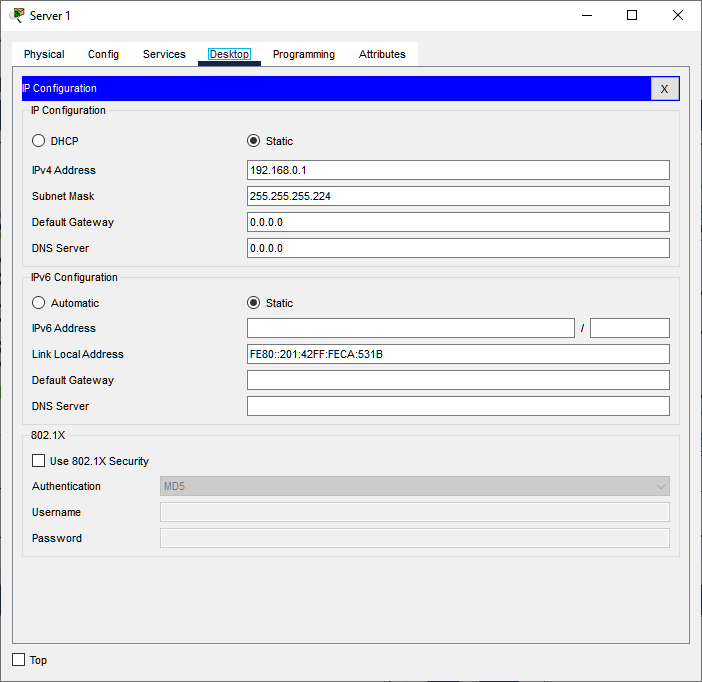 Server 1
Physical Config Services Desktop Programming Attributes
IP Configuration X
IP Configuration
DHCP Static
IPv4 Address 192.168.0.1
Subnet Mask 255.255.255.224
Default Gateway 0.0.0.0
DNS Server 0.0.0.0
IPv6 Configuration
Automatic Static
IPv6 Address /
Link Local Address FE80::201:42FF:FECA:531B
Default Gateway
DNS Server
802.1X
Use 802.1X Security
Authentication MD5
Username
Password
Top